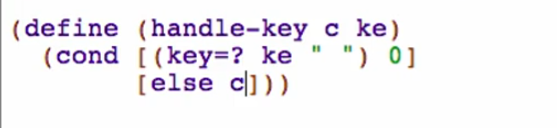 (define (handle-key c ke)
  (cond [(key=? ke " ") 0]
        [else c]))